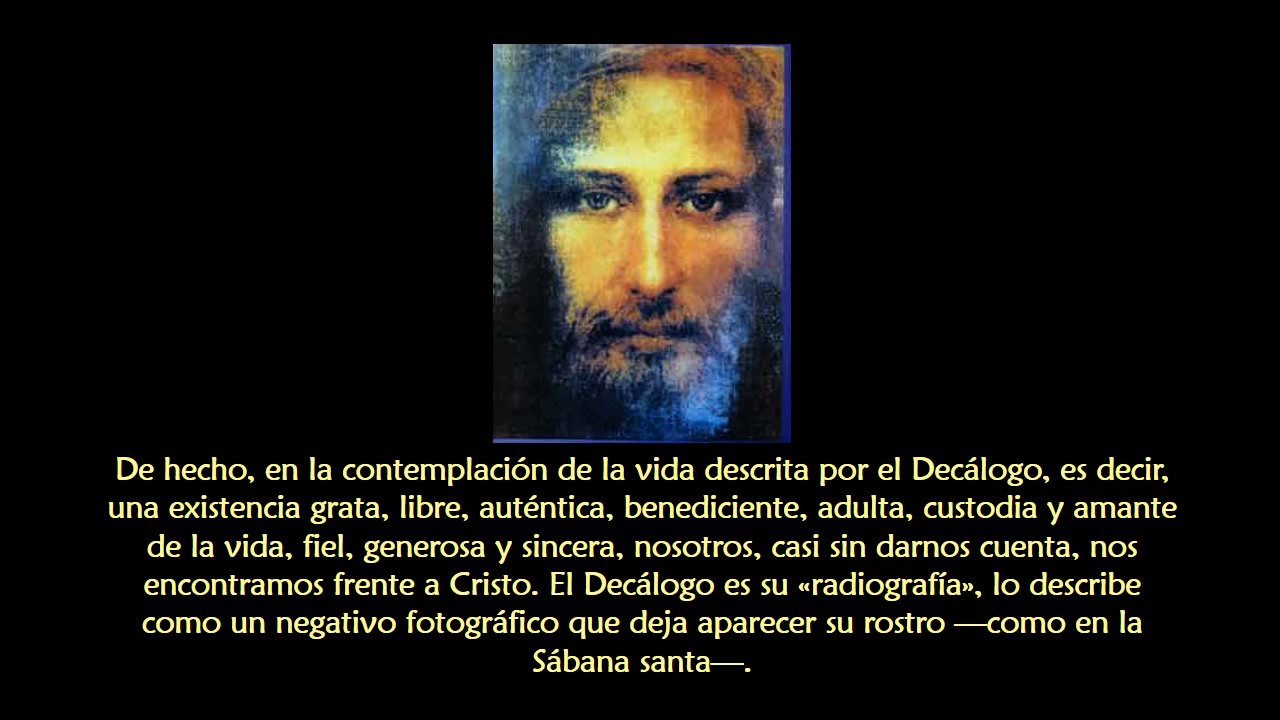 De hecho, en la contemplación de la vida descrita por el Decálogo, es decir,
una existencia grata, libre, auténtica, benediciente, adulta, custodia y amante
de la vida, fiel, generosa y sincera, nosotros, casi sin darnos cuenta, nos
encontramos frente a Cristo. El Decálogo es su «radiografía», lo describe
como un negativo fotográfico que deja aparecer su rostro —como en la
Sábana santa—.